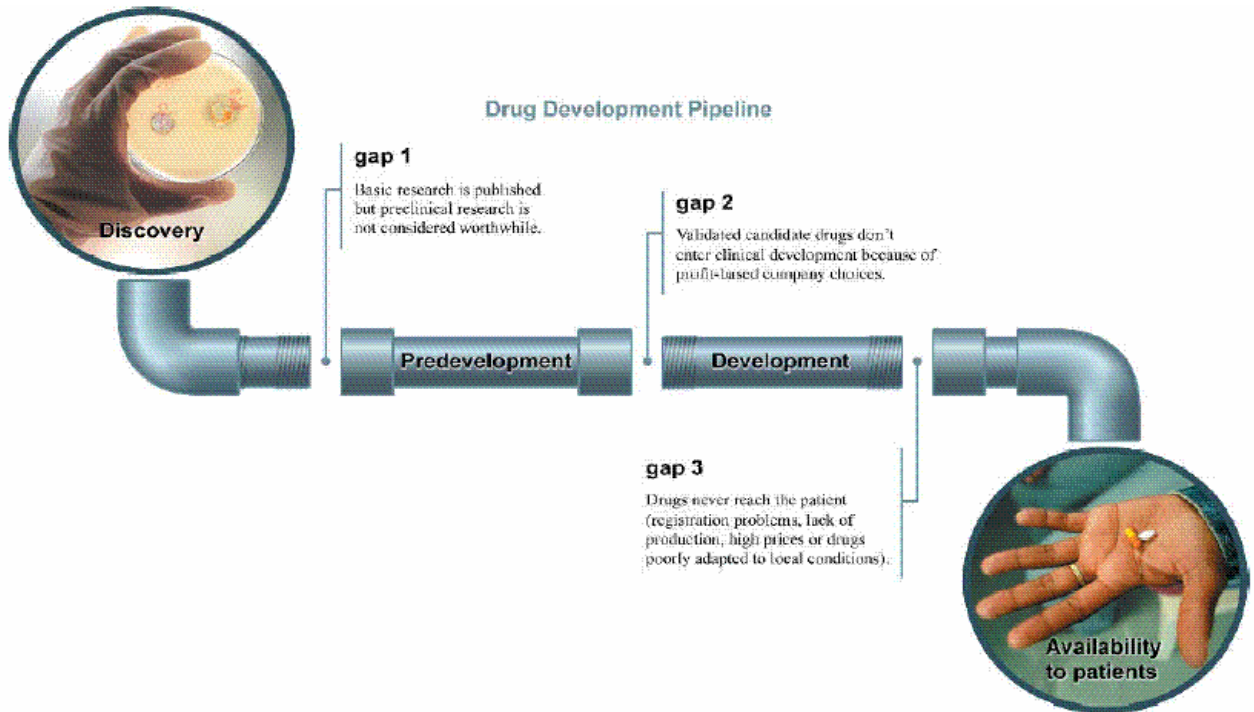 Drug Development Pipeline
Discovery
gap 1
Basic research is published
but preclinical research is
not considered worthwhile.
gap 2
Validated candidate drugs don't
enter clinical development because of
profit-based company choices.
Predevelopment
Development
gap 3
Drugs never reach the patient
(registration problems, lack of
production, high prices or drugs
poorly adapted to local conditions).
Availability
to patients